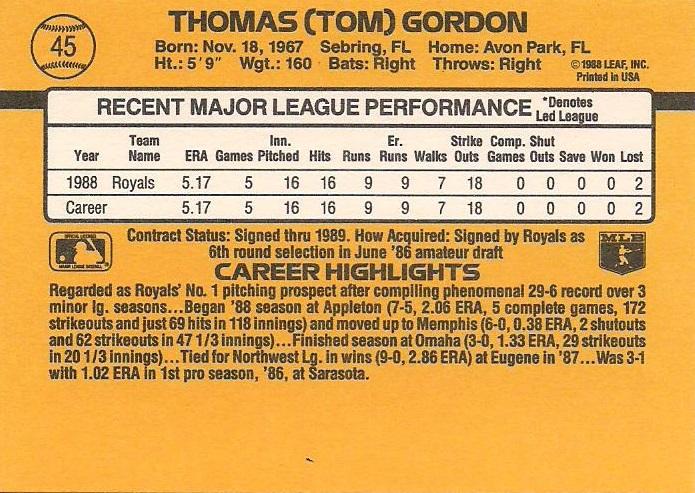 45
THOMAS (TOM) GORDON
Born: Nov. 18, 1967 Sebring, FL Home: Avon Park, FL
Ht.: 5'9" Wgt.: 160 Bats: Right Throws: Right
©1988 LEAF, INC.
Printed in USA
RECENT MAJOR LEAGUE PERFORMANCE *Denotes Led League
Year Team Name ERA Games Inn. Pitched Hits Runs Er. Runs Walks Strike Outs Comp. Games Shut Outs Save Won Lost
1988 Royals 5.17 5 16 16 9 9 7 18 0 0 0 0 2
Career 5.17 5 16 16 9 9 7 18 0 0 0 0 2
OFFICIAL LICENSEE
MAJOR LEAGUE BASEBALL
Contract Status: Signed thru 1989. How Acquired: Signed by Royals as
6th round selection in June '86 amateur draft
MLB
CAREER HIGHLIGHTS
Regarded as Royals' No. 1 pitching prospect after compiling phenomenal 29-6 record over 3
minor lg. seasons...Began '88 season at Appleton (7-5, 2.06 ERA, 5 complete games, 172
strikeouts and just 69 hits in 118 innings) and moved up to Memphis (6-0, 0.38 ERA, 2 shutouts
and 62 strikeouts in 47 1/3 innings)...Finished season at Omaha (3-0, 1.33 ERA, 29 strikeouts
in 20 1/3 innings)...Tied for Northwest Lg. in wins (9-0, 2.86 ERA) at Eugene in '87...Was 3-1
with 1.02 ERA in 1st pro season, '86, at Sarasota.